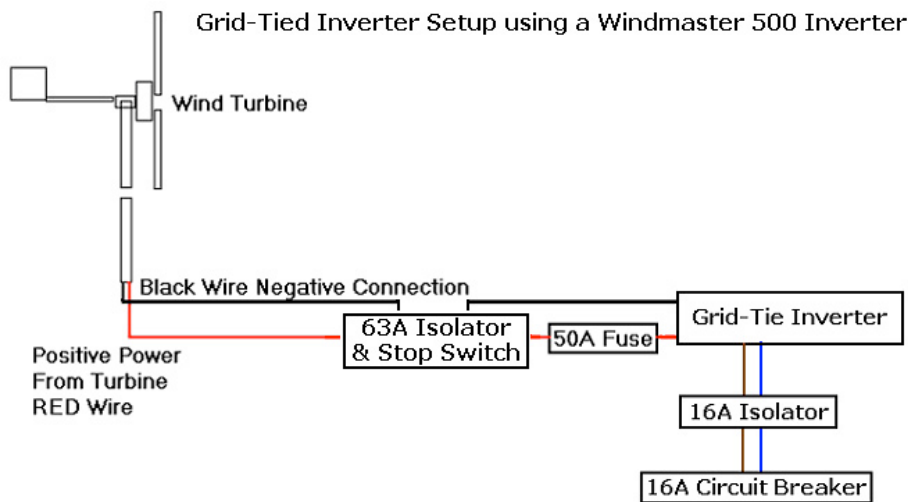 Grid-Tied Inverter Setup using a Windmaster 500 Inverter
Wind Turbine
Black Wire Negative Connection
63A Isolator
& Stop Switch
50A Fuse
Grid-Tie Inverter
Positive Power
From Turbine
RED Wire
16A Isolator
16A Circuit Breaker